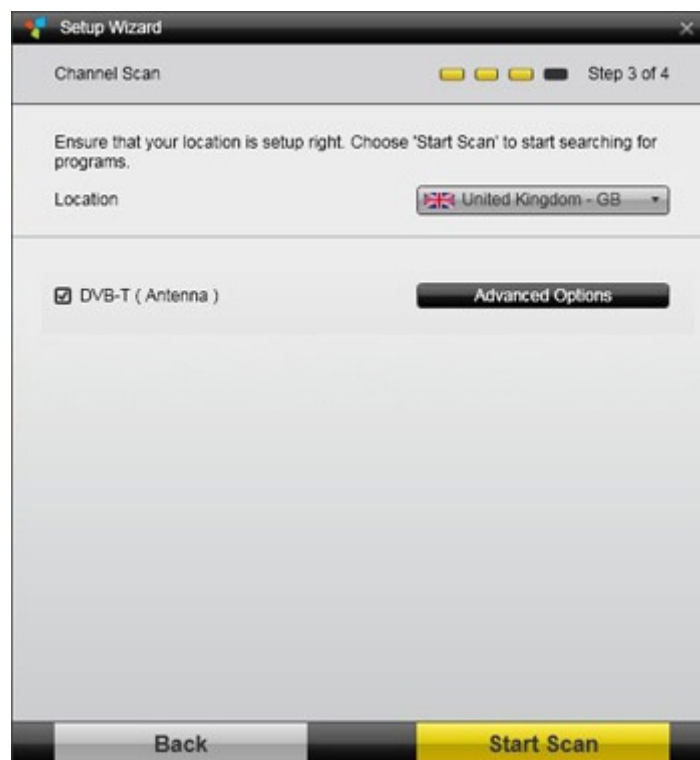 Setup Wizard
Channel Scan
Step 3 of 4
Ensure that your location is setup right. Choose 'Start Scan' to start searching for
programs.
Location
United Kingdom - GB
DVB-T ( Antenna )
Advanced Options
Back
Start Scan